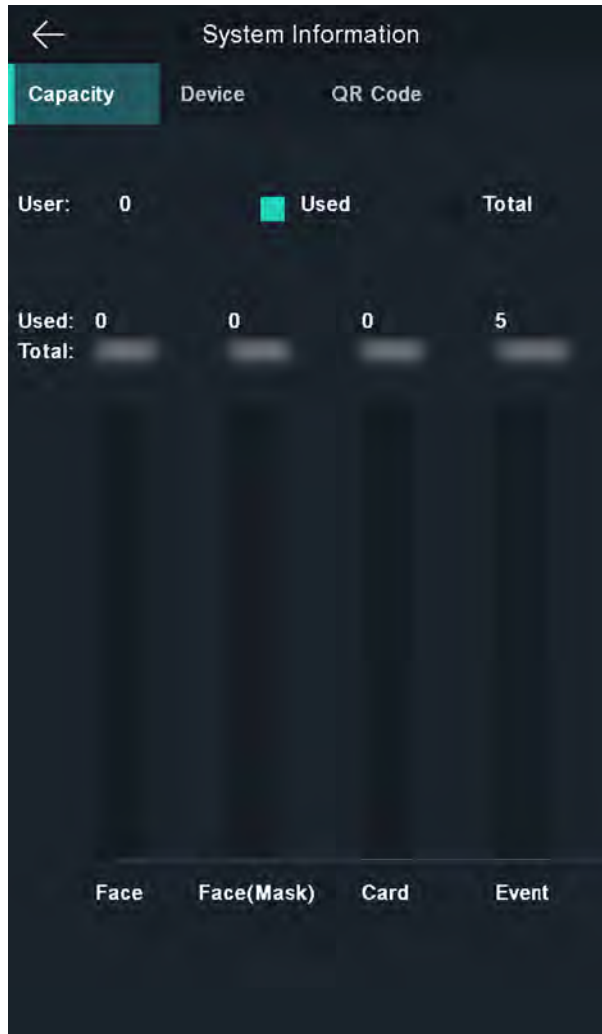 System Information
Capacity Device QR Code
User: 0 Used Total
Used: 0 0 0 5
Total:
Face Face(Mask) Card Event